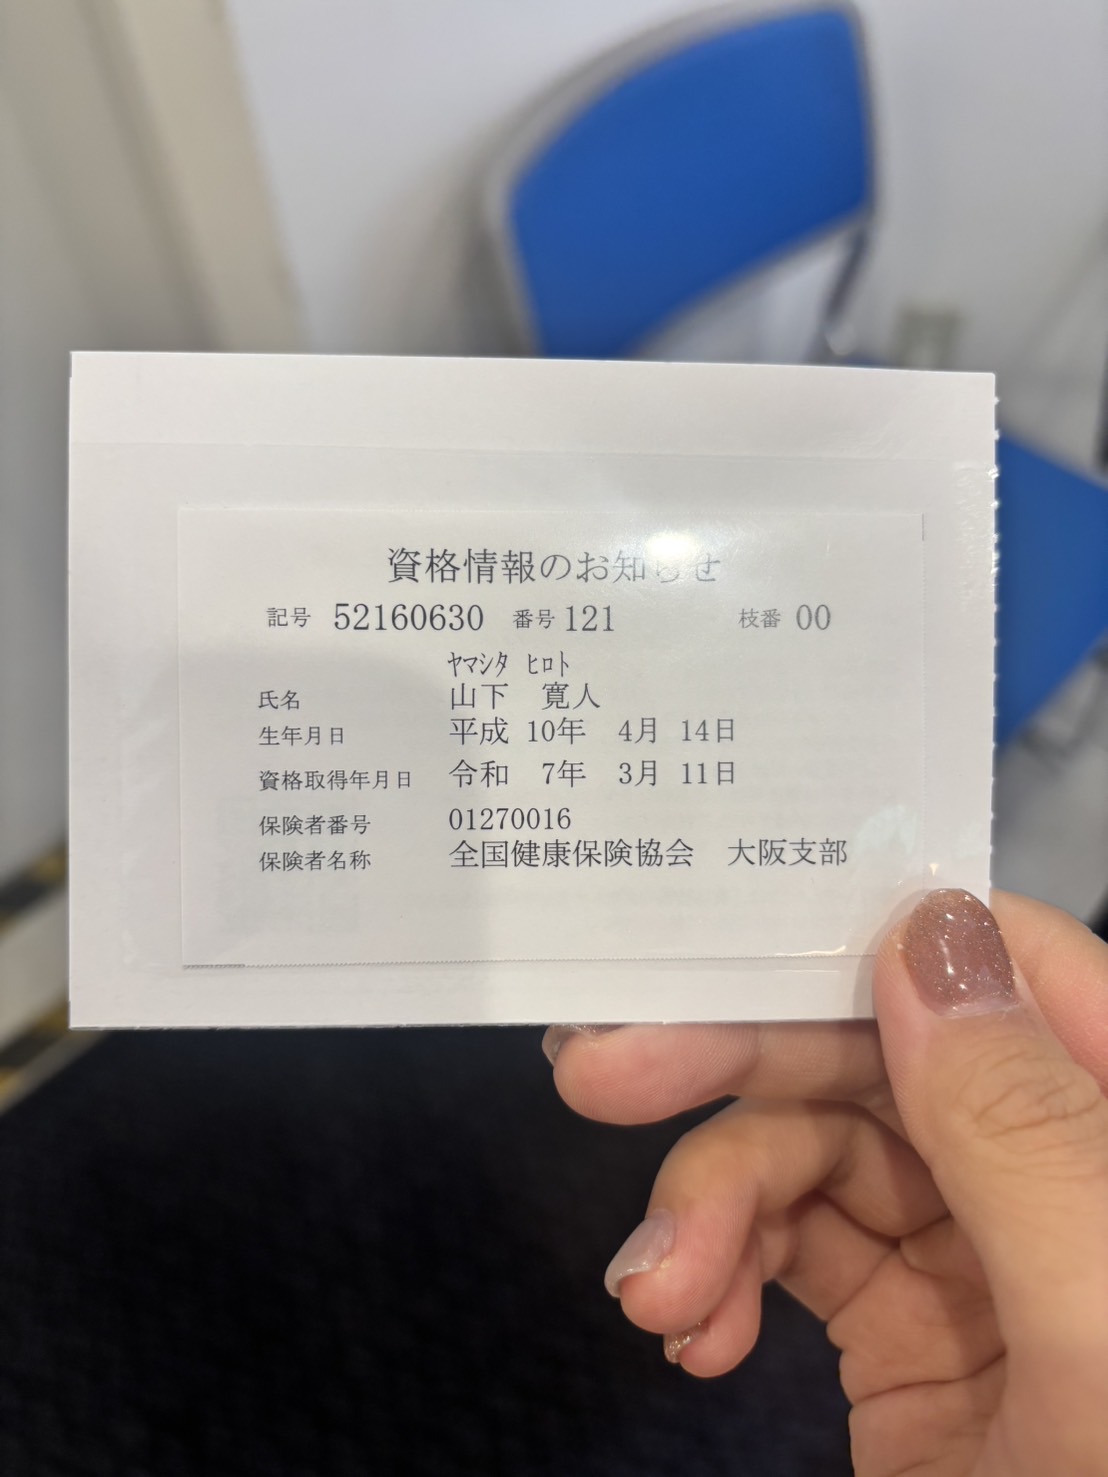 資格情報のお知らせ
記号 52160630 番号 121 枝番 00
ヤマシタ ヒロト
氏名 山下 寛人
生年月日 平成 10年 4月 14日
資格取得年月日 令和 7年 3月 11日
保険者番号 01270016
保険者名称 全国健康保険協会 大阪支部